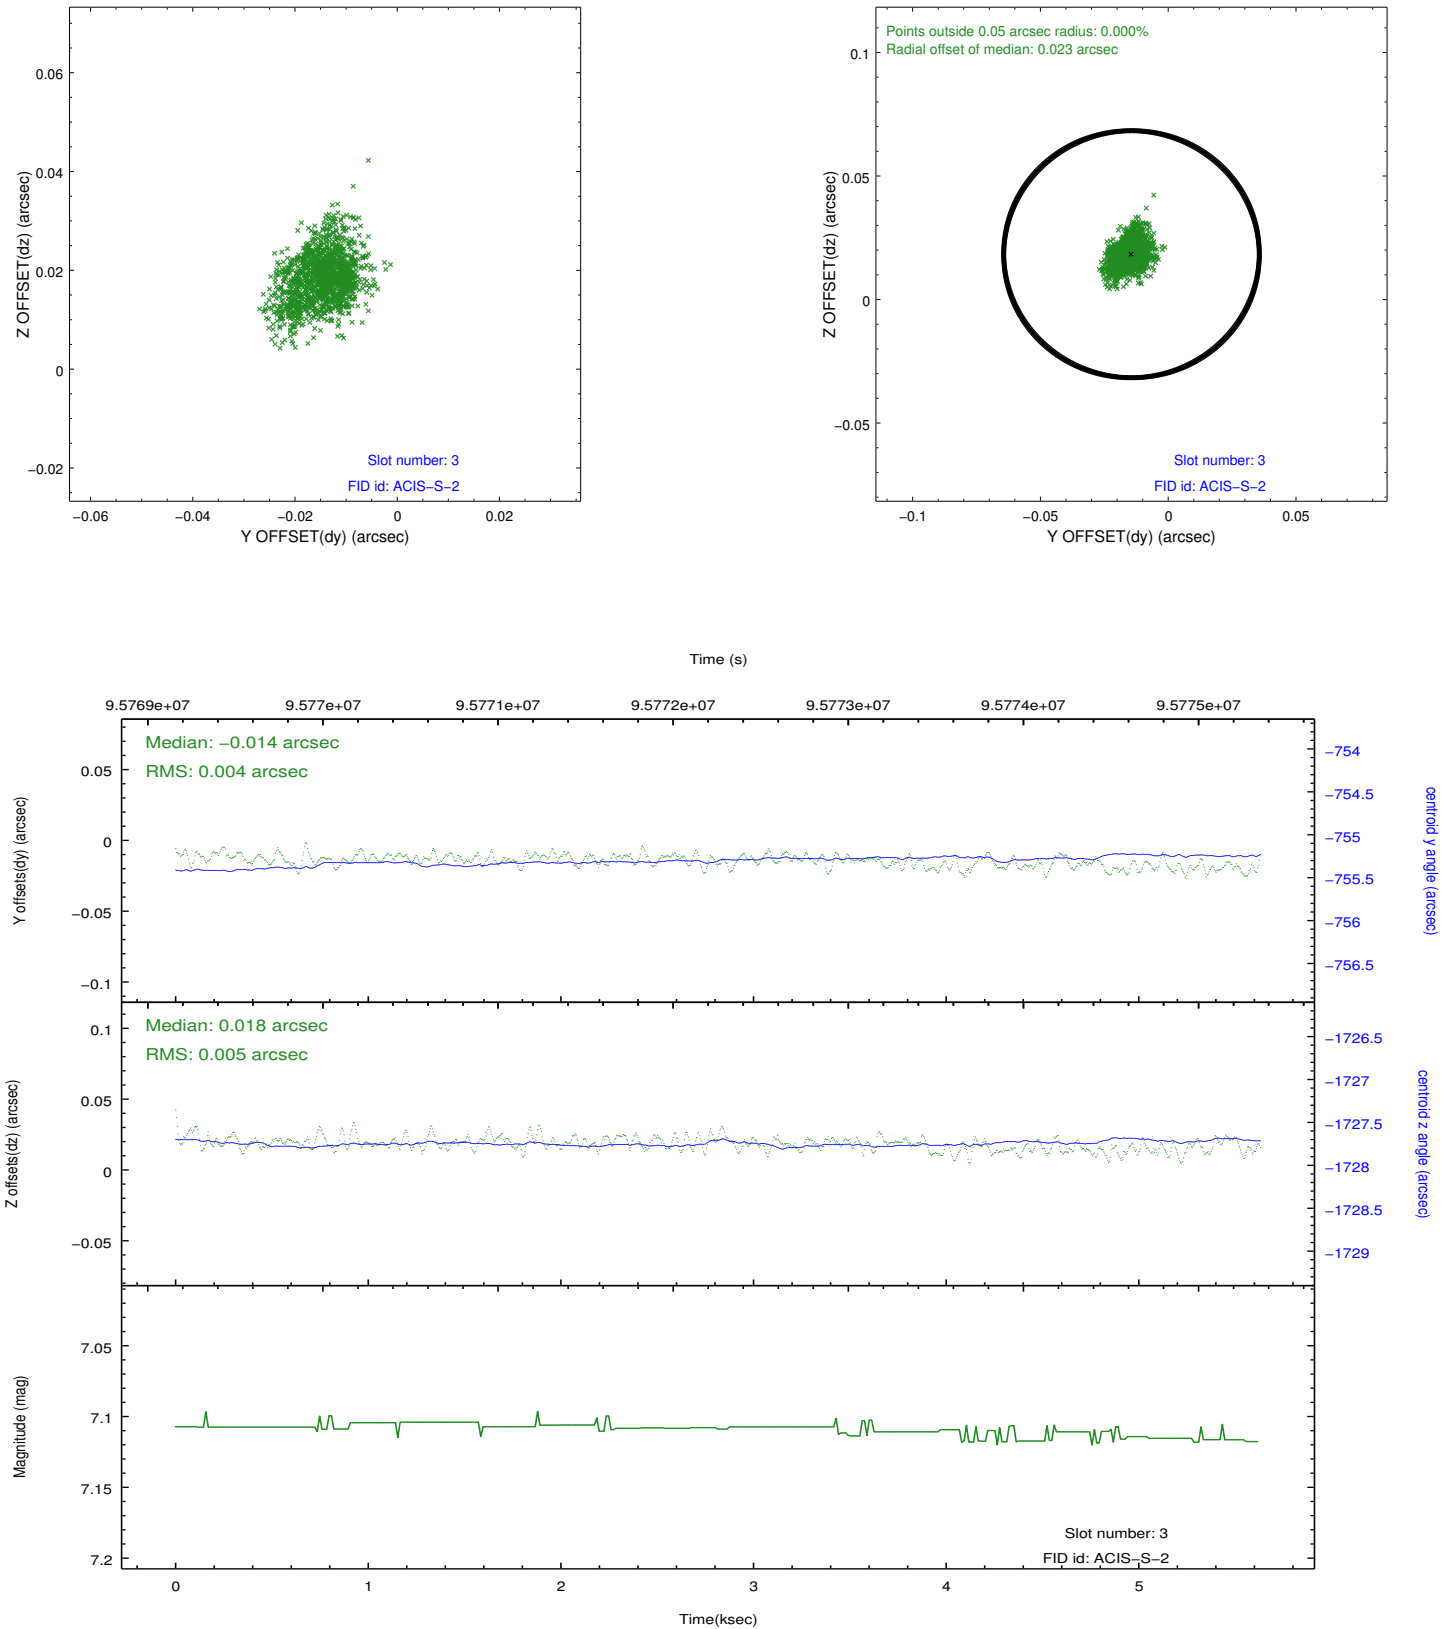 0.06
0.04
0.02
0
−0.02
Z OFFSET(dz) (arcsec)
Slot number: 3
FID id: ACIS−S−2
−0.06
−0.04
−0.02
0
0.02
Y OFFSET(dy) (arcsec)
Points outside 0.05 arcsec radius: 0.000%
Radial offset of median: 0.023 arcsec
0.1
0.05
0
−0.05
Z OFFSET(dz) (arcsec)
Slot number: 3
FID id: ACIS−S−2
−0.1
−0.05
0
0.05
Y OFFSET(dy) (arcsec)
Time (s)
9.5769e+07
9.577e+07
9.5771e+07
9.5772e+07
9.5773e+07
9.5774e+07
9.5775e+07
Median: −0.014 arcsec
RMS: 0.004 arcsec
0.05
0
−0.05
−0.1
Y offsets(dy) (arcsec)
−754
−754.5
−755
−755.5
−756
−756.5
centroid y angle (arcsec)
Median: 0.018 arcsec
RMS: 0.005 arcsec
0.1
0.05
0
−0.05
Z offsets(dz) (arcsec)
−1726.5
−1727
−1727.5
−1728
−1728.5
−1729
centroid z angle (arcsec)
7.05
7.1
7.15
7.2
Magnitude (mag)
Slot number: 3
FID id: ACIS−S−2
0
1
2
3
4
5
Time(ksec)